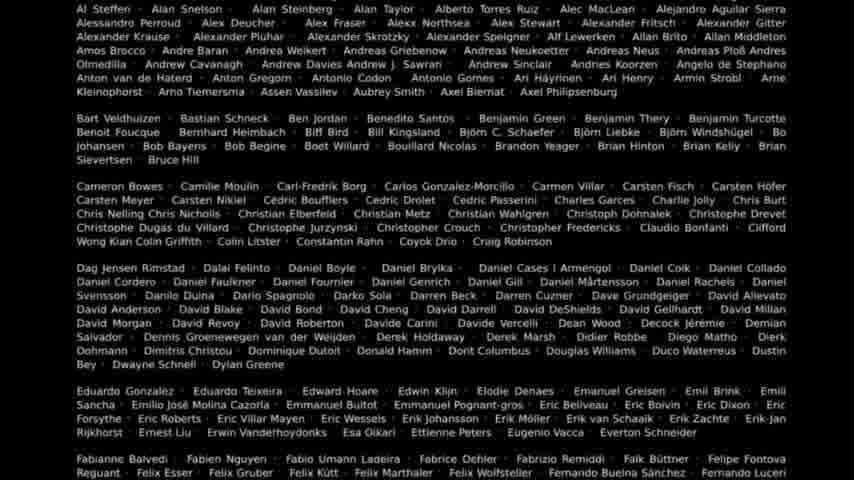 Al Steffen · Alan Snelson · Alan Steinberg · Alan Taylor · Alberto Torres Ruiz · Alec MacLean · Alejandro Aguilar Sierra
Alessandro Perroud · Alex Deucher · Alex Fraser · Alexx Northsea · Alex Stewart · Alexander Fritsch · Alexander Gitter
Alexander Krause · Alexander Pluhar · Alexander Skrotzky · Alexander Speigner · Alf Lewerken · Allan Brito · Allan Middleton
Amos Brocco · Andre Baran · Andrea Weikert · Andreas Griebenow · Andreas Neukoetter · Andreas Neus · Andreas Ploß Andres
Olmedilla · Andrew Cavanagh · Andrew Davies Andrew J. Sawran · Andrew Sinclair · Andries Koorzen · Angelo de Stephano
Anton van de Haterd · Anton Gregorn · Antonio Codon · Antonio Gomes · Ari Häyrinen · Ari Henry · Armin Strobl · Arne
Kleinophorst · Arno Tiemersma · Assen Vassilev · Aubrey Smith · Axel Biernat · Axel Philipsenburg
Bart Veldhuizen · Bastian Schneck · Ben Jordan · Benedito Santos · Benjamin Green · Benjamin Thery · Benjamin Turcotte
Benoit Foucque · Bernhard Heimbach · Biff Bird · Bill Kingsland · Björn C. Schaefer · Björn Liebke · Björn Windshügel · Bo
Johansen · Bob Bayens · Bob Begine · Boet Willard · Bouillard Nicolas · Brandon Yeager · Brian Hinton · Brian Kelly · Brian
Sievertsen · Bruce Hill
Cameron Bowes · Camille Moulin · Carl-Fredrik Borg · Carlos Gonzalez-Morcillo · Carmen Villar · Carsten Fisch · Carsten Höfer
Carsten Meyer · Carsten Nikiel · Cédric Boufflers · Cedric Drolet · Cedric Passerini · Charles Garces · Charlie Jolly · Chris Burt
Chris Nelling Chris Nicholls · Christian Elberfeld · Christian Metz · Christian Wahlgren · Christoph Dohnalek · Christophe Drevet
Christophe Dugas du Villard · Christophe Jurzynski · Christopher Crouch · Christopher Fredericks · Claudio Bonfanti · Clifford
Wong Kian Colin Griffith · Colin Litster · Constantin Rahn · Coyok Drio · Craig Robinson
Dag Jensen Rimstad · Dalai Felinto · Daniel Boyle · Daniel Brylka · Daniel Cases I Armengol · Daniel Coik · Daniel Collado
Daniel Cordero · Daniel Faulkner · Daniel Fournier · Daniel Genrich · Daniel Gill · Daniel Mårtensson · Daniel Rachels · Daniel
Svensson · Danilo Duina · Dario Spagnolo · Darko Sola · Darren Beck · Darren Cuzner · Dave Grundgeiger · David Allevato
David Anderson · David Blake · David Bond · David Cheng · David Darrell · David DeShields · David Gellhardt · David Millan
David Morgan · David Revoy · David Roberton · Davide Carini · Davide Vercelli · Dean Wood · Decock Jérémie · Demian
Salvador · Dennis Groenewegen van der Weijden · Derek Holdaway · Derek Marsh · Didier Robbe · Diego Matho · Dierk
Dohmann · Dimitris Christou · Dominique Dutoit · Donald Hamm · Dont Columbus · Douglas Williams · Duco Waterreus · Dustin
Bey · Dwayne Schnell · Dylan Greene
Eduardo Gonzalez · Eduardo Teixeira · Edward Hoare · Edwin Klijn · Elodie Denaes · Emanuel Greisen · Emil Brink · Emili
Sancha · Emilio José Molina Cazorla · Emmanuel Buitot · Emmanuel Pognant-gros · Eric Beliveau · Eric Boivin · Eric Dixon · Eric
Forsythe · Eric Roberts · Eric Villar Mayen · Eric Wessels · Erik Johansson · Erik Möller · Erik van Schaaik · Erik Zachte · Erik-Jan
Rijkhorst · Ernest Liu · Erwin Vanderhoydonks · Esa Oikari · Ettienne Peters · Eugenio Vacca · Everton Schneider
Fabianne Balvedi · Fabien Nguyen · Fabio Umann Ladeira · Fabrice Oehler · Fabrizio Remiddi · Faik Büttner · Felipe Fontova
Reguant · Felix Esser · Felix Gruber · Felix Kütt · Felix Marthaler · Felix Wolfsteller · Fernando Buelna Sánchez · Fernando Luceri